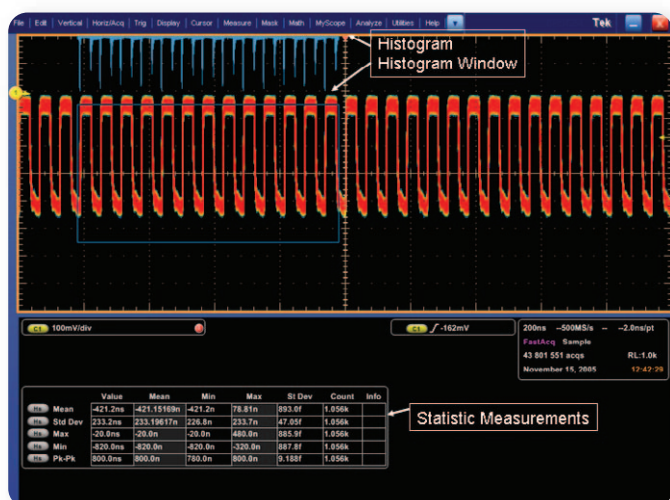 File Edit Vertical Horiz/Acq Trig Display Cursor Measure Mask Math MyScope Analyze Utilities Help Tek
Histogram
Histogram Window
C1 100mV/div
C1 -162mV
200ns --500MS/s -- --2.0ns/pt
FastAcq Sample
43 801 551 acqs RL:1.0k
November 15, 2005 12:42:29
Value Mean Min Max St Dev Count Info
Hs Mean -421.2ns -421.15169n -421.2n 78.81n 893.0f 1.056k
Hs Std Dev 233.2ns 233.19617n 226.8n 233.7n 47.05f 1.056k
Hs Max -20.0ns -20.0n -20.0n 480.0n 885.9f 1.056k
Hs Min -820.0ns -820.0n -820.0n -320.0n 887.8f 1.056k
Hs Pk-Pk 800.0ns 800.0n 780.0n 800.0n 9.188f 1.056k
Statistic Measurements